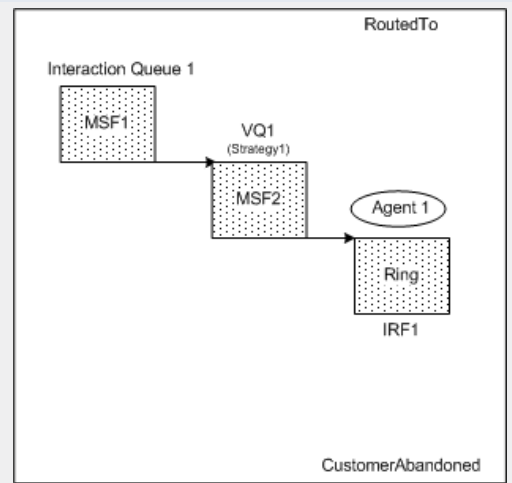 RoutedTo
Interaction Queue 1
MSF1
VQ1
(Strategy1)
MSF2
Agent 1
Ring
IRF1
CustomerAbandoned